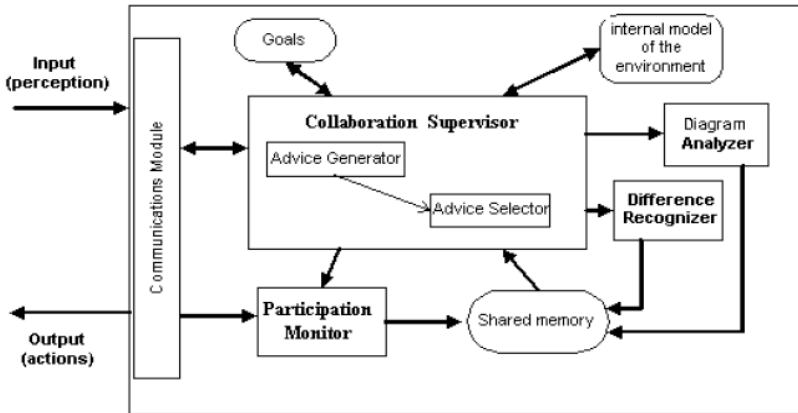 Input
(perception)
Communications Module
Goals
internal model
of the
environment
Collaboration Supervisor
Advice Generator
Advice Selector
Diagram
Analyzer
Difference
Recognizer
Participation
Monitor
Shared memory
Output
(actions)